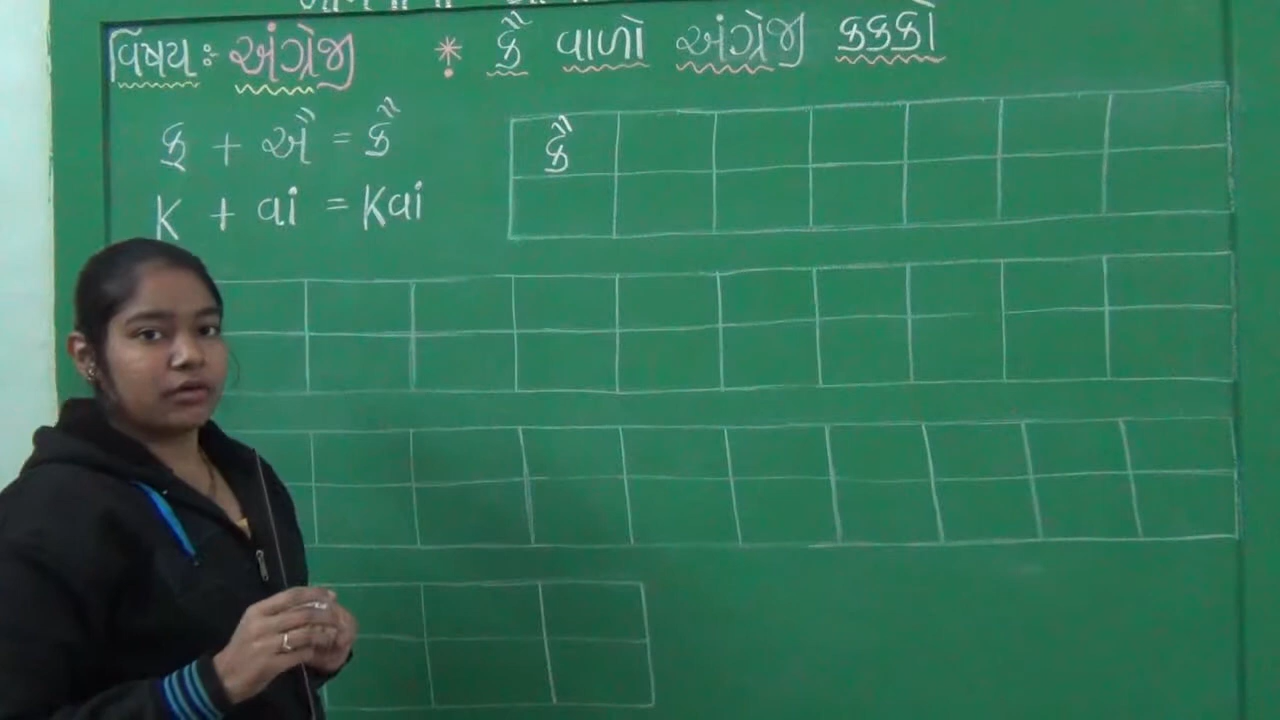 વિષય: અંગ્રેજી * કૈ વાળો અંગ્રેજી કક્કો
ક + ઐ = કૈ
K + ai = Kai
કૈ